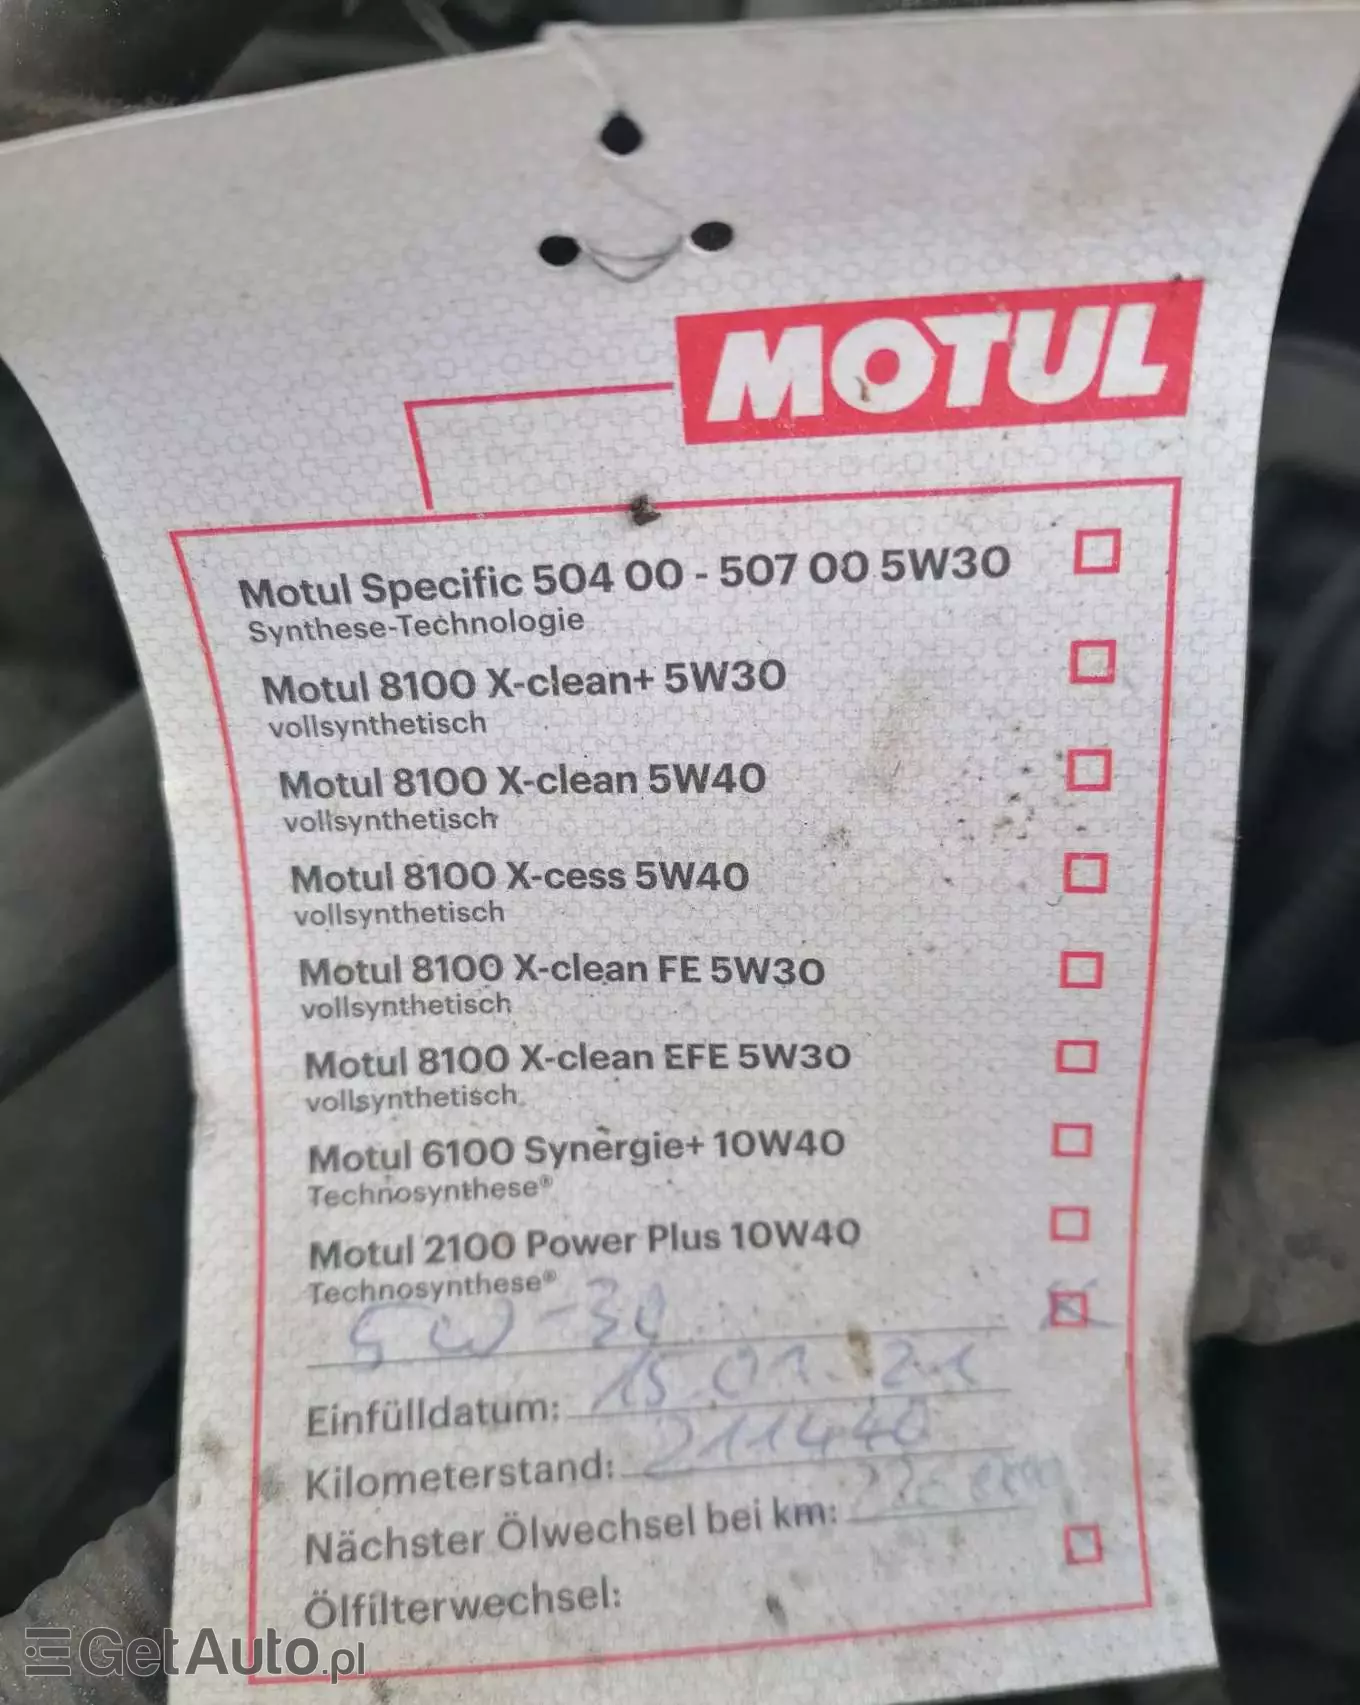 MOTUL
Motul Specific 504 00 - 507 00 5W30
Synthese-Technologie
Motul 8100 X-clean+ 5W30
vollsynthetisch
Motul 8100 X-clean 5W40
vollsynthetisch
Motul 8100 X-cess 5W40
vollsynthetisch
Motul 8100 X-clean FE 5W30
vollsynthetisch
Motul 8100 X-clean EFE 5W30
vollsynthetisch
Motul 6100 Synergie+ 10W40
Technosynthese®
Motul 2100 Power Plus 10W40
Technosynthese®
5W-30
Einfülldatum: 15.01.21
Kilometerstand: 211440
Nächster Ölwechsel bei km:
Ölfilterwechsel:
GetAuto.pl